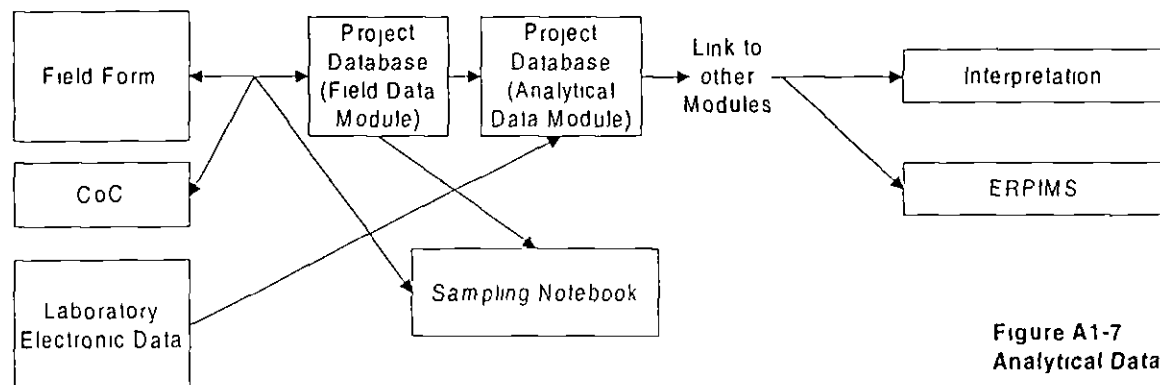 Field Form
Project
Database
(Field Data
Module)
Project
Database
(Analytical
Data Module)
Link to
other
Modules
Interpretation
CoC
ERPIMS
Laboratory
Electronic Data
Sampling Notebook
Figure A1-7
Analytical Data